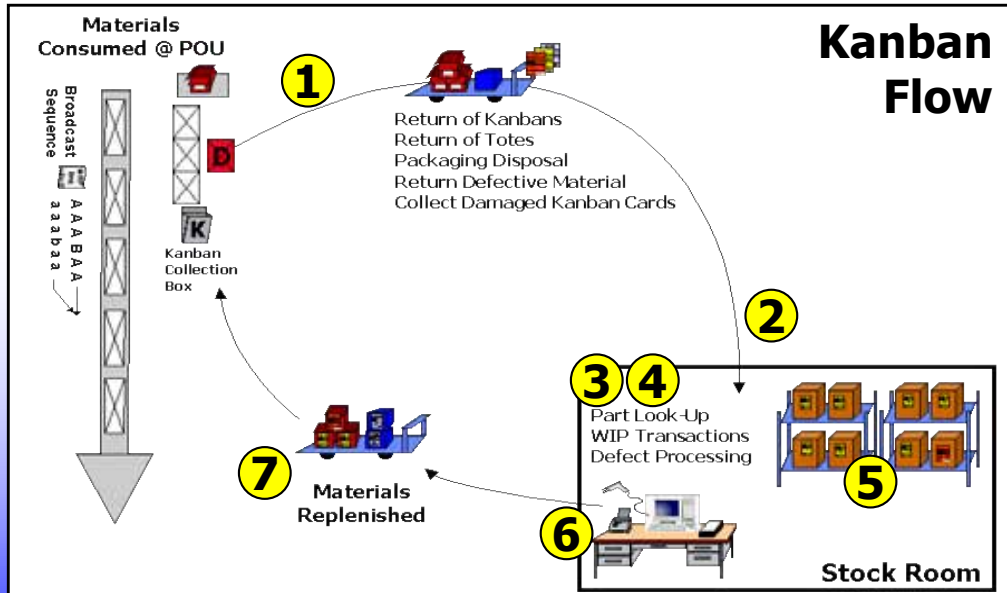 Kanban
Flow
Materials
Consumed @ POU
Broadcast
Sequence
A A A B A A
a a a b a a
D
K
Kanban
Collection
Box
1
Return of Kanbans
Return of Totes
Packaging Disposal
Return Defective Material
Collect Damaged Kanban Cards
2
3 4
Part Look-Up
WIP Transactions
Defect Processing
5
6
Stock Room
7
Materials
Replenished